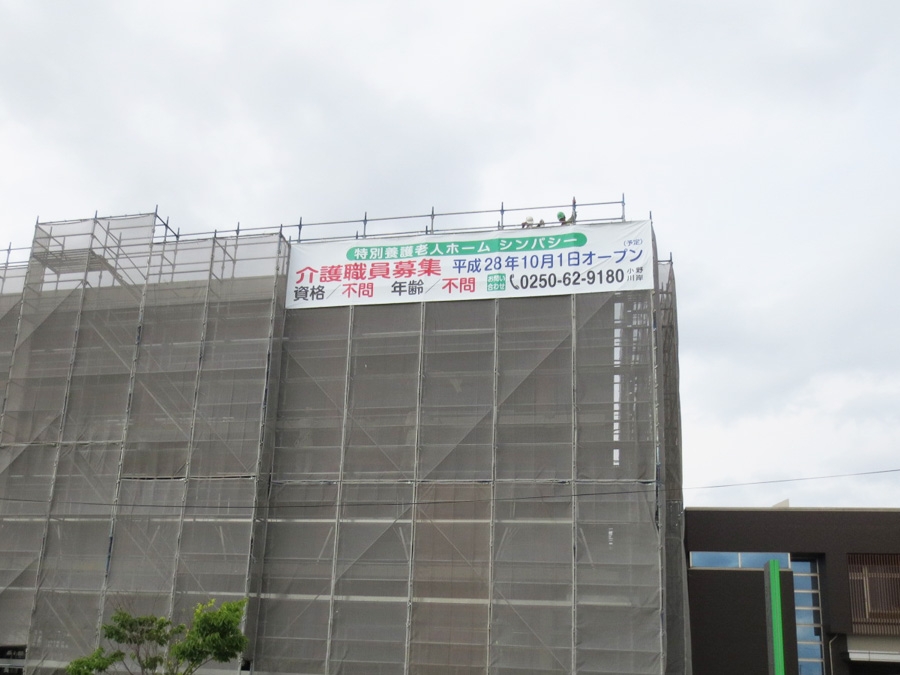 特別養護老人ホーム シンパシー
介護職員募集 平成28年10月1日オープン (予定)
資格/不問 年齢/不問 お問い合わせ 0250-62-9180 小野 川岸